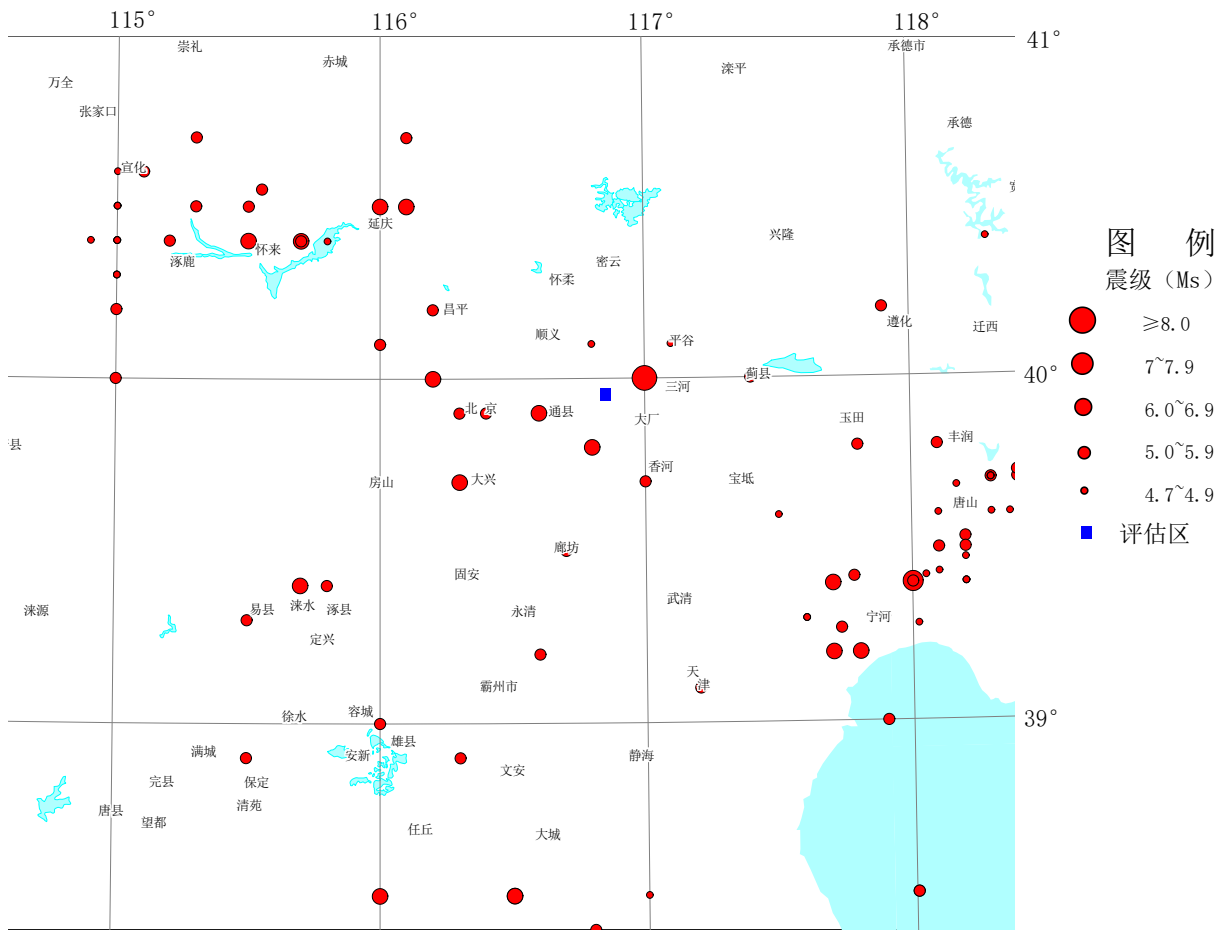 115° 116° 117° 118°
崇礼
承德市
41°
赤城
滦平
万全
张家口
承德
宣化
延庆
兴隆
怀来
涿鹿
密云
怀柔
昌平
遵化
迁西
顺义
平谷
40°
蓟县
三河
北京
通县
大厂
玉田
丰润
县
香河
房山
大兴
宝坻
唐山
廊坊
固安
涞源
易县
涞水
涿县
永清
武清
宁河
定兴
天津
霸州市
容城
徐水
39°
雄县
满城
安新
静海
完县
保定
文安
清苑
唐县
望都
任丘
大城
图 例
震级（Ms）
≥8.0
7~7.9
6.0~6.9
5.0~5.9
4.7~4.9
评估区